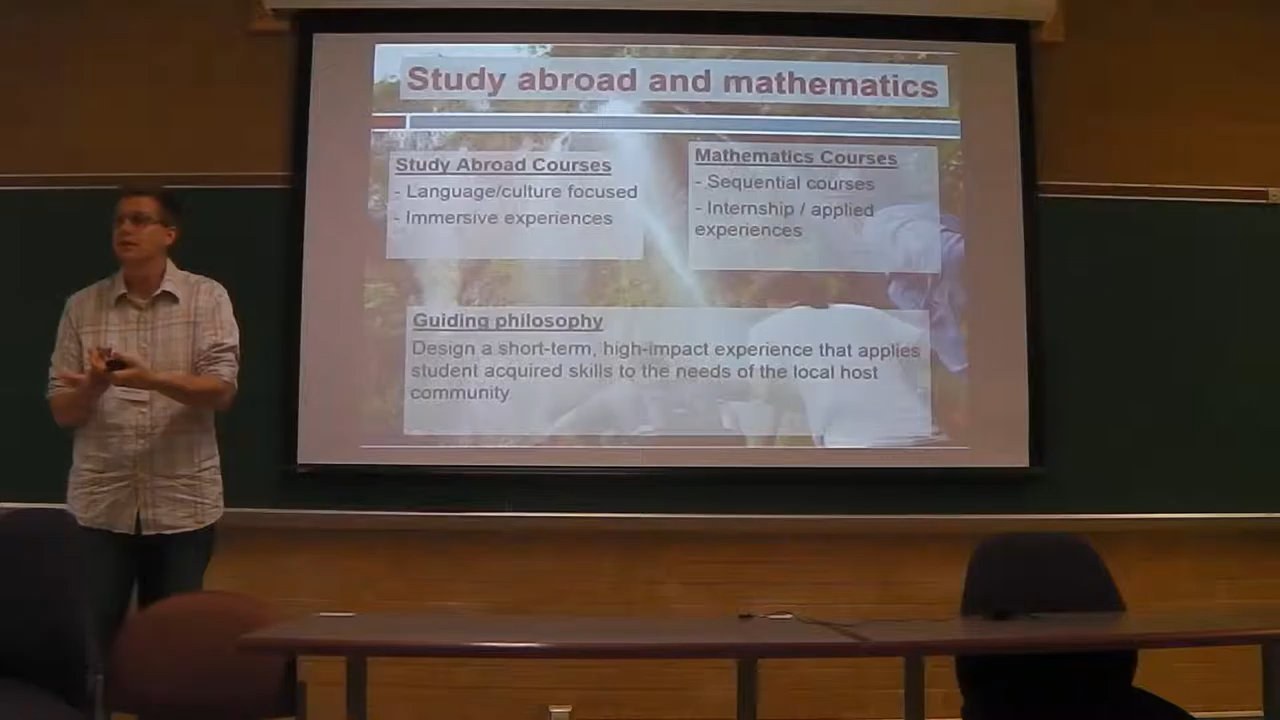 Study abroad and mathematics
Study Abroad Courses
- Language/culture focused
- Immersive experiences
Mathematics Courses
- Sequential courses
- Internship / applied
experiences
Guiding philosophy
Design a short-term, high-impact experience that applies
student acquired skills to the needs of the local host
community